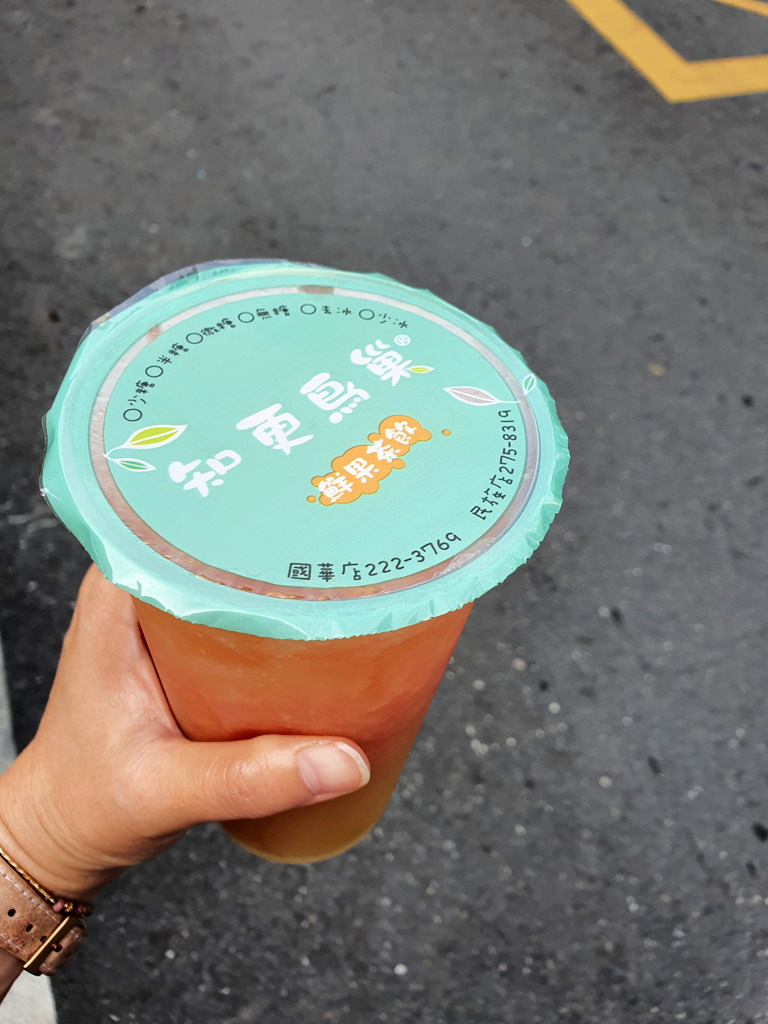 ○少糖 ○半糖 ○微糖 ○無糖 ○去冰 ○少冰
知更鳥巢®
鮮果茶飲
國華店222-3769 民族店275-8319